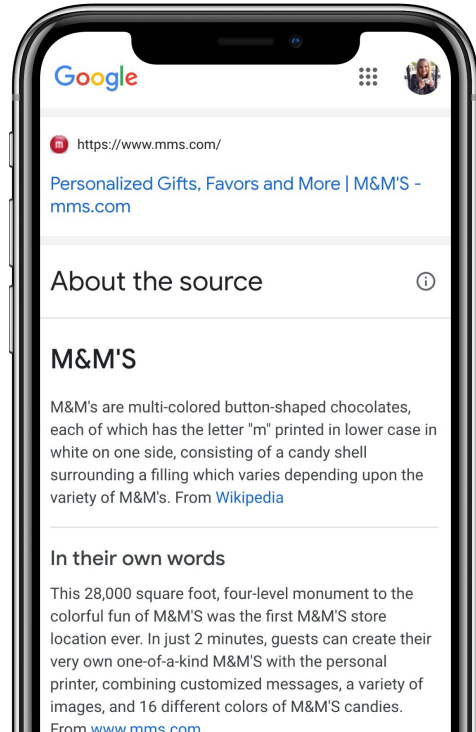 Google
m
https://www.mms.com/
Personalized Gifts, Favors and More | M&M'S -
mms.com
About the source
M&M'S
M&M's are multi-colored button-shaped chocolates,
each of which has the letter "m" printed in lower case in
white on one side, consisting of a candy shell
surrounding a filling which varies depending upon the
variety of M&M's. From Wikipedia
In their own words
This 28,000 square foot, four-level monument to the
colorful fun of M&M'S was the first M&M'S store
location ever. In just 2 minutes, guests can create their
very own one-of-a-kind M&M'S with the personal
printer, combining customized messages, a variety of
images, and 16 different colors of M&M'S candies.
From www.mms.com